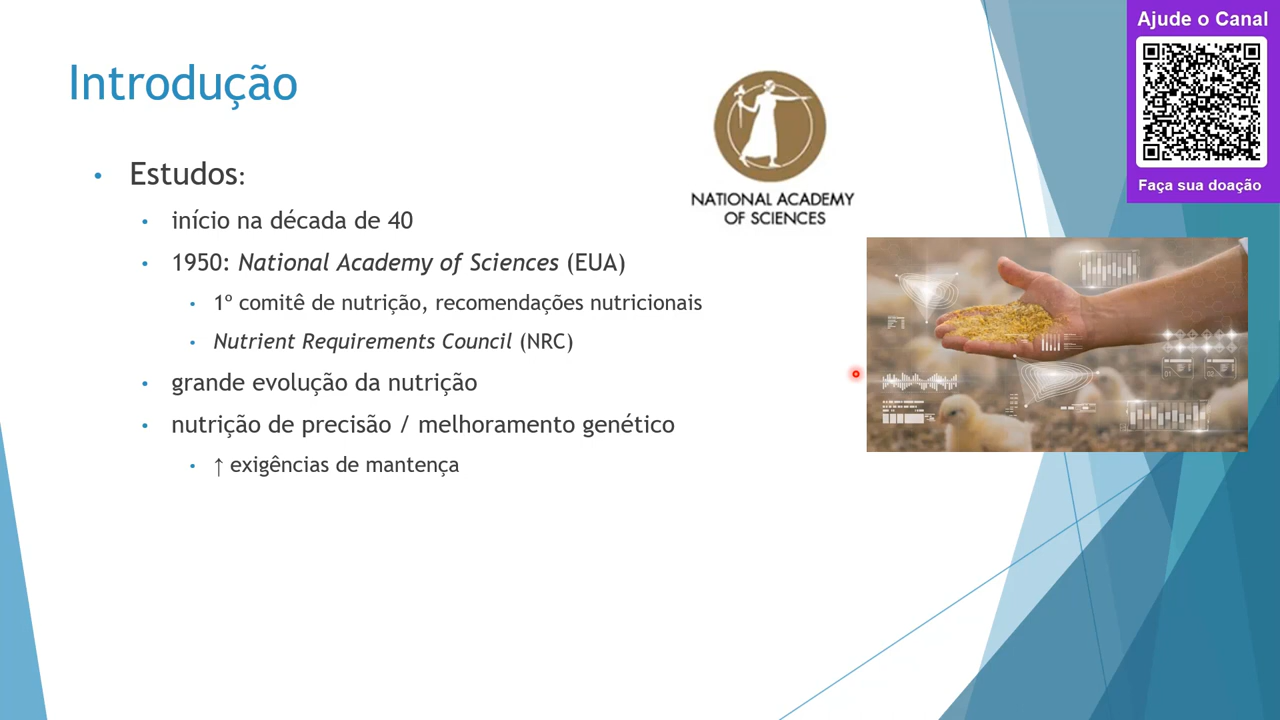 Introdução
Estudos:
início na década de 40
1950: National Academy of Sciences (EUA)
1º comitê de nutrição, recomendações nutricionais
Nutrient Requirements Council (NRC)
grande evolução da nutrição
nutrição de precisão / melhoramento genético
↑ exigências de mantença
NATIONAL ACADEMY
OF SCIENCES
Ajude o Canal
Faça sua doação
01
02